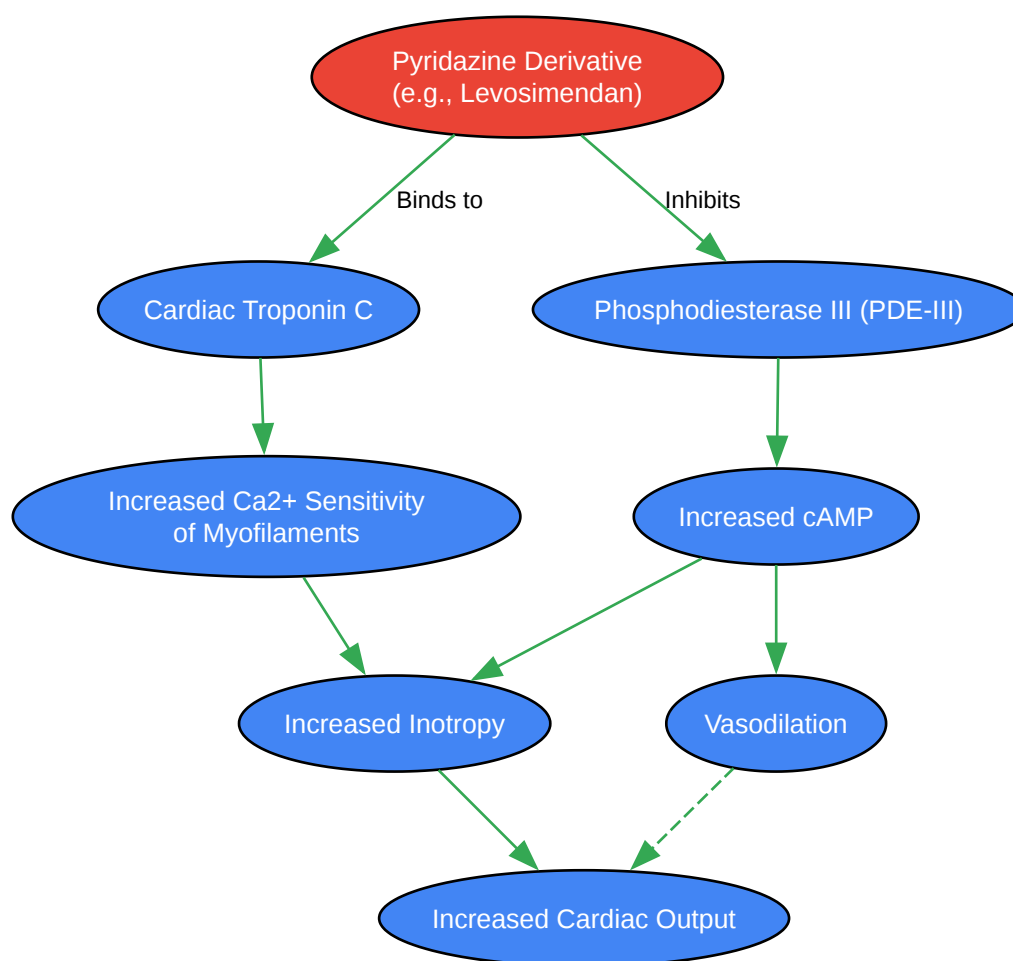 Pyridazine Derivative
(e.g., Levosimendan)
Binds to
Inhibits
Cardiac Troponin C
Phosphodiesterase III (PDE-III)
Increased Ca2+ Sensitivity
of Myofilaments
Increased cAMP
Increased Inotropy
Vasodilation
Increased Cardiac Output